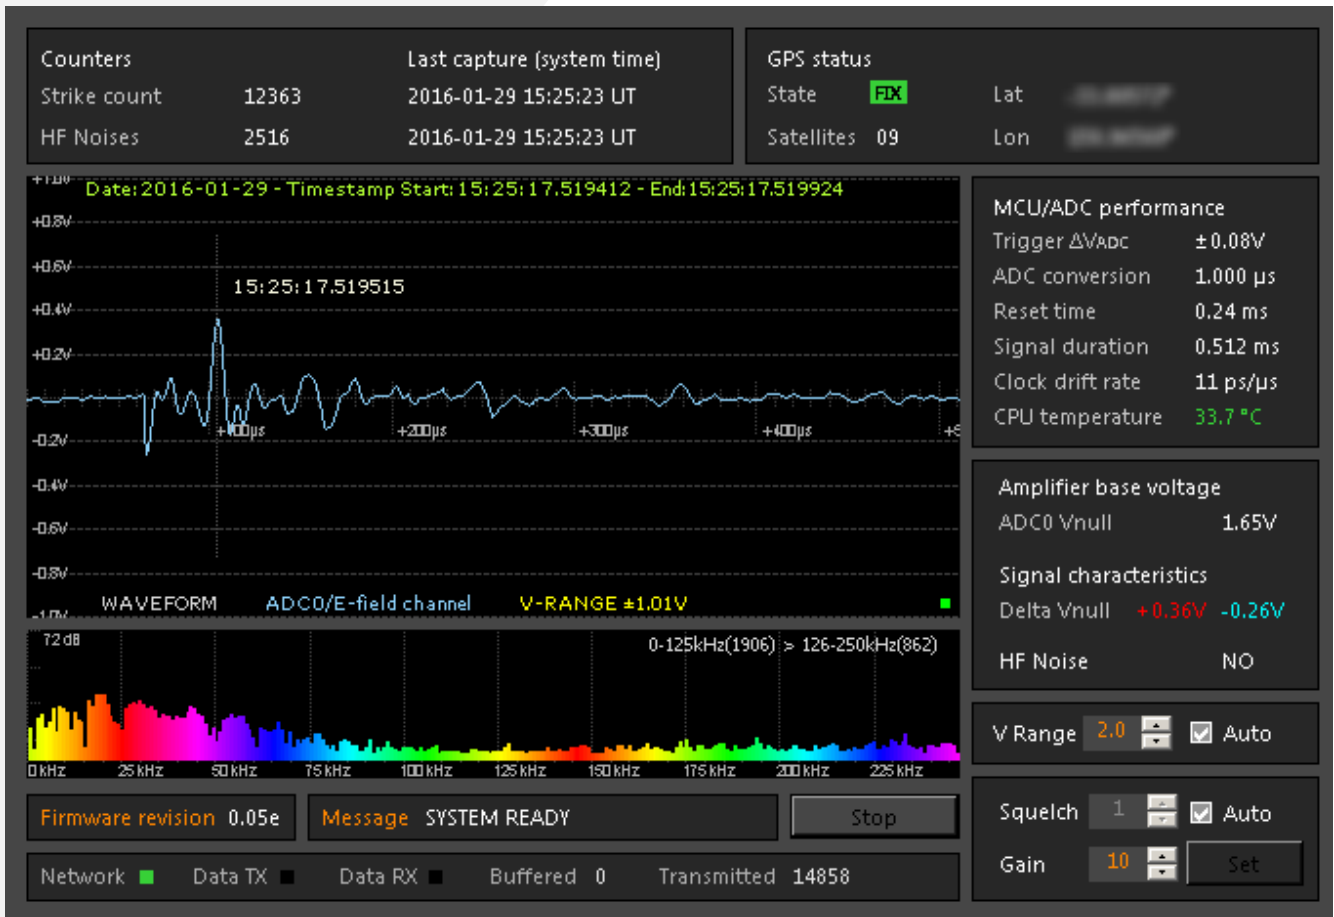 Counters Last capture (system time)
Strike count 12363 2016-01-29 15:25:23 UT
HF Noises 2516 2016-01-29 15:25:23 UT
GPS status
State FIX Lat
Satellites 09 Lon
+1.0V
Date:2016-01-29 - Timestamp Start:15:25:17.519412 - End:15:25:17.519924
+0.8V
+0.6V
15:25:17.519515
+0.4V
+0.2V
+100µs +200µs +300µs +400µs +5
-0.2V
-0.4V
-0.6V
-0.8V
WAVEFORM ADC0/E-field channel V-RANGE ±1.01V
-1.0V
72 dB 0-125kHz(1906) > 126-250kHz(862)
0 kHz 25 kHz 50 kHz 75 kHz 100 kHz 125 kHz 150 kHz 175 kHz 200 kHz 225 kHz
MCU/ADC performance
Trigger ΔVADC ±0.08V
ADC conversion 1.000 µs
Reset time 0.24 ms
Signal duration 0.512 ms
Clock drift rate 11 ps/µs
CPU temperature 33.7 °C
Amplifier base voltage
ADC0 Vnull 1.65V
Signal characteristics
Delta Vnull +0.36V -0.26V
HF Noise NO
V Range 2.0 Auto
Squelch 1 Auto
Gain 10 Set
Firmware revision 0.05e Message SYSTEM READY Stop
Network Data TX Data RX Buffered 0 Transmitted 14858